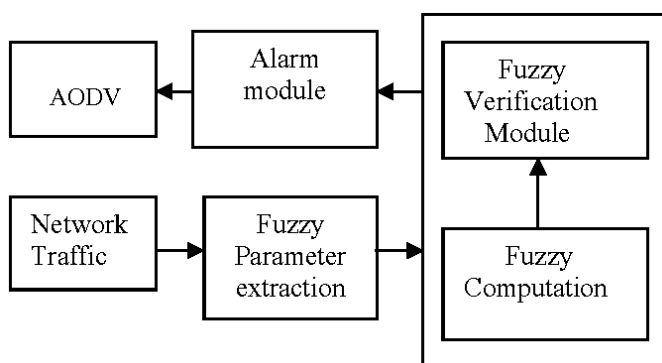 AODV
Alarm
module
Fuzzy
Verification
Module
Network
Traffic
Fuzzy
Parameter
extraction
Fuzzy
Computation